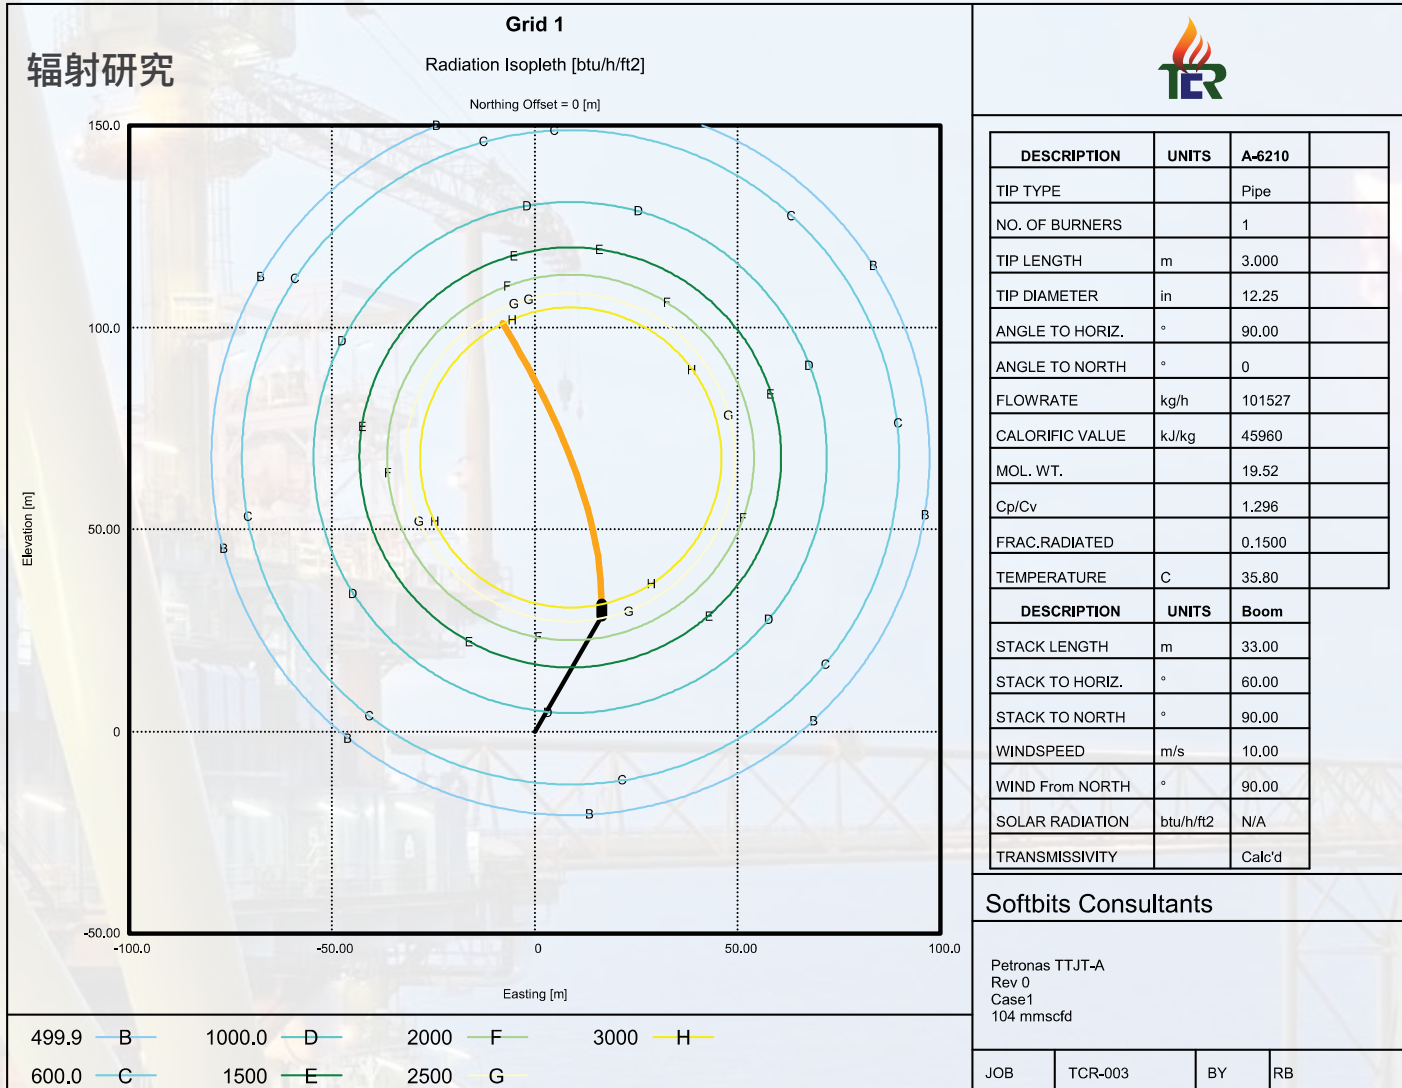 Grid 1
辐射研究
Radiation Isopleth [btu/h/ft2]
Northing Offset = 0 [m]
150.0
100.0
50.00
0
-50.00
-100.0 -50.00 0 50.00 100.0
Elevation [m]
Easting [m]
B C C B
D D C
E E B
B C G G F F
H
D H D
E G E C
F
C G H F B
B
H
D G E D
E F
C
C D B
B C
B
499.9 B 1000.0 D 2000 F 3000 H
600.0 C 1500 E 2500 G
TER
DESCRIPTION UNITS A-6210
TIP TYPE Pipe
NO. OF BURNERS 1
TIP LENGTH m 3.000
TIP DIAMETER in 12.25
ANGLE TO HORIZ. ° 90.00
ANGLE TO NORTH ° 0
FLOWRATE kg/h 101527
CALORIFIC VALUE kJ/kg 45960
MOL. WT. 19.52
Cp/Cv 1.296
FRAC.RADIATED 0.1500
TEMPERATURE C 35.80
DESCRIPTION UNITS Boom
STACK LENGTH m 33.00
STACK TO HORIZ. ° 60.00
STACK TO NORTH ° 90.00
WINDSPEED m/s 10.00
WIND From NORTH ° 90.00
SOLAR RADIATION btu/h/ft2 N/A
TRANSMISSIVITY Calc'd
Softbits Consultants
Petronas TTJT-A
Rev 0
Case1
104 mmscfd
JOB TCR-003 BY RB